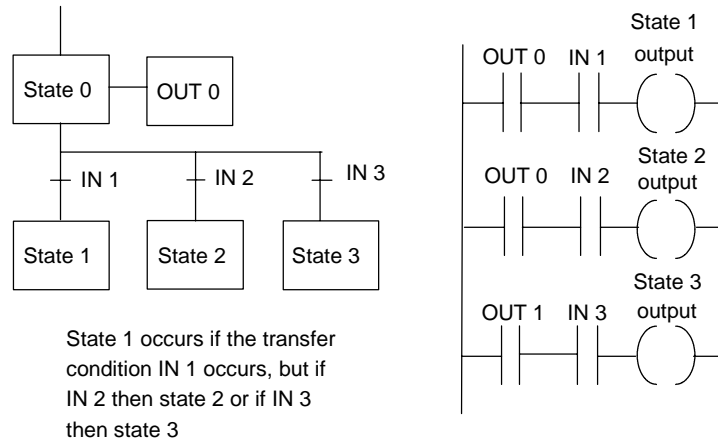 State 0
OUT 0
IN 1
IN 2
IN 3
State 1
State 2
State 3
State 1 occurs if the transfer
condition IN 1 occurs, but if
IN 2 then state 2 or if IN 3
then state 3
State 1
output
OUT 0 IN 1
State 2
output
OUT 0 IN 2
State 3
output
OUT 1 IN 3